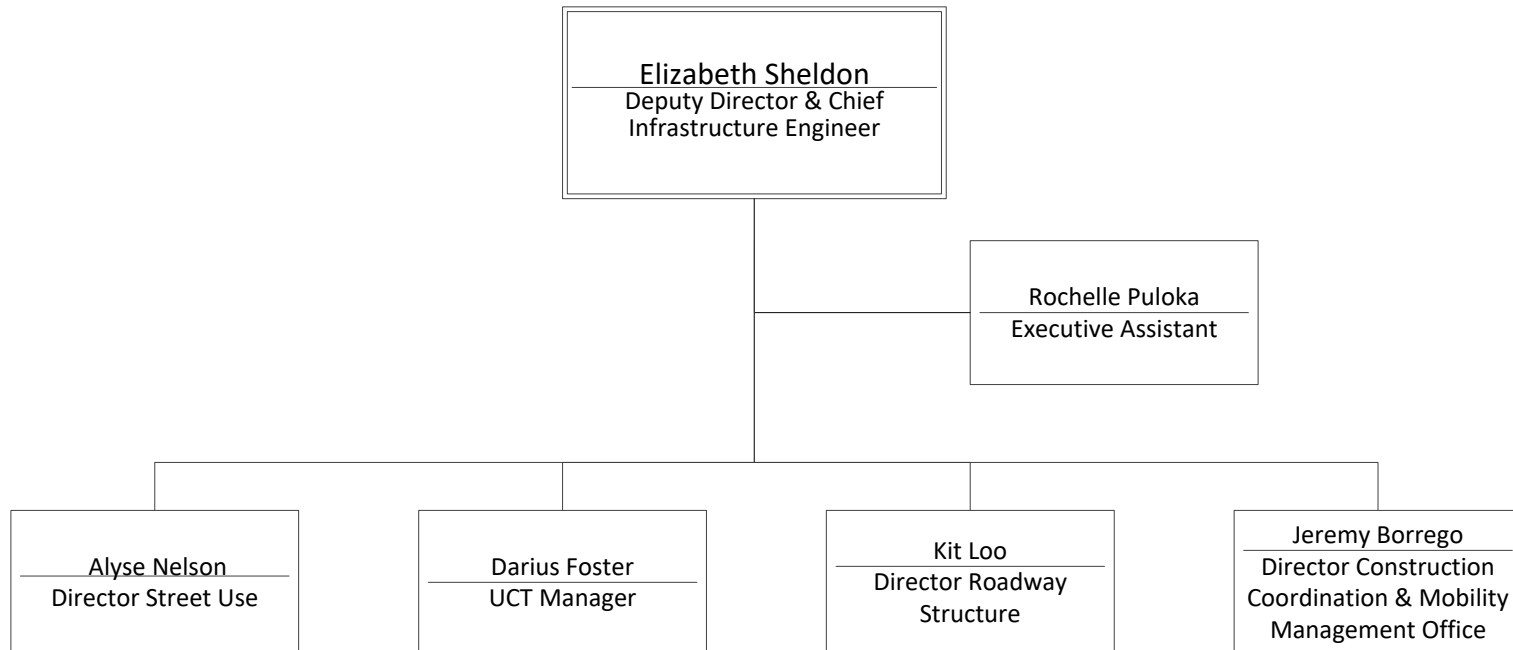 Elizabeth Sheldon
Deputy Director & Chief
Infrastructure Engineer
Rochelle Puloka
Executive Assistant
Alyse Nelson
Director Street Use
Darius Foster
UCT Manager
Kit Loo
Director Roadway
Structure
Jeremy Borrego
Director Construction
Coordination & Mobility
Management Office